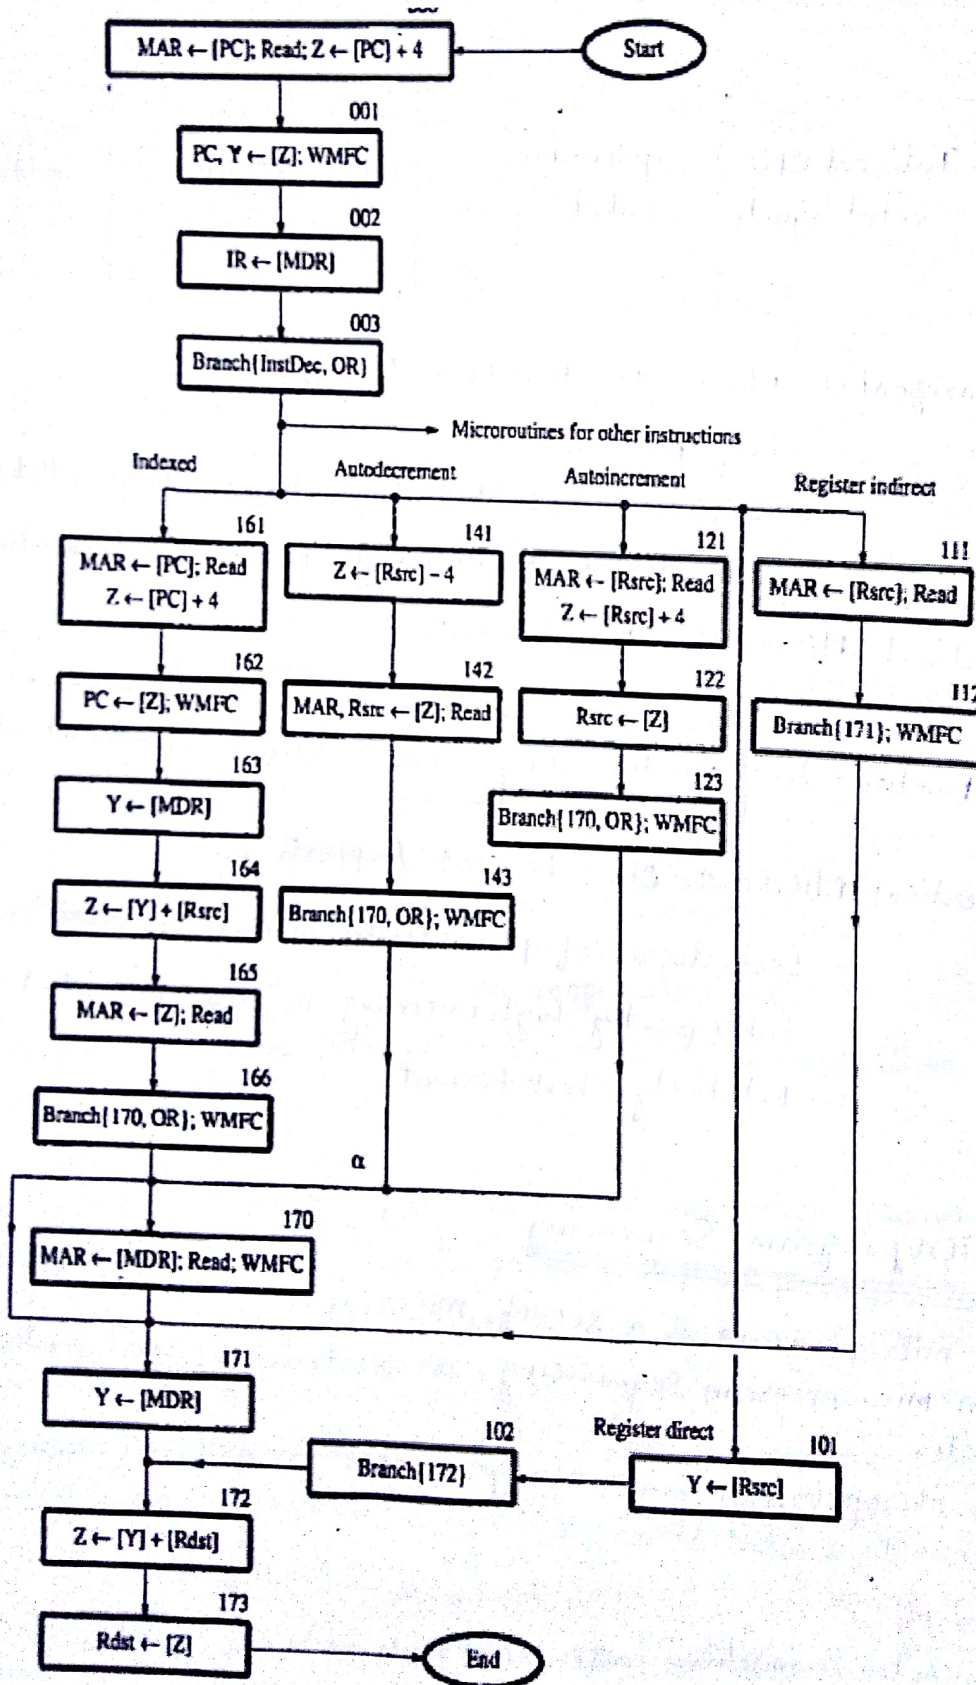 MAR ← [PC]; Read; Z ← [PC] + 4
Start
001
PC, Y ← [Z]; WMFC
002
IR ← [MDR]
003
Branch{InstDec, OR}
Microroutines for other instructions
Indexed
Autodecrement
Autoincrement
Register indirect
161
MAR ← [PC]; Read
Z ← [PC] + 4
141
Z ← [Rsrc] − 4
121
MAR ← [Rsrc]; Read
Z ← [Rsrc] + 4
111
MAR ← [Rsrc]; Read
162
PC ← [Z]; WMFC
142
MAR, Rsrc ← [Z]; Read
122
Rsrc ← [Z]
112
Branch{171}; WMFC
163
Y ← [MDR]
123
Branch{170, OR}; WMFC
164
Z ← [Y] + [Rsrc]
143
Branch{170, OR}; WMFC
165
MAR ← [Z]; Read
166
Branch{170, OR}; WMFC
α
170
MAR ← [MDR]; Read; WMFC
171
Y ← [MDR]
102
Branch{172}
Register direct
101
Y ← [Rsrc]
172
Z ← [Y] + [Rdst]
173
Rdst ← [Z]
End